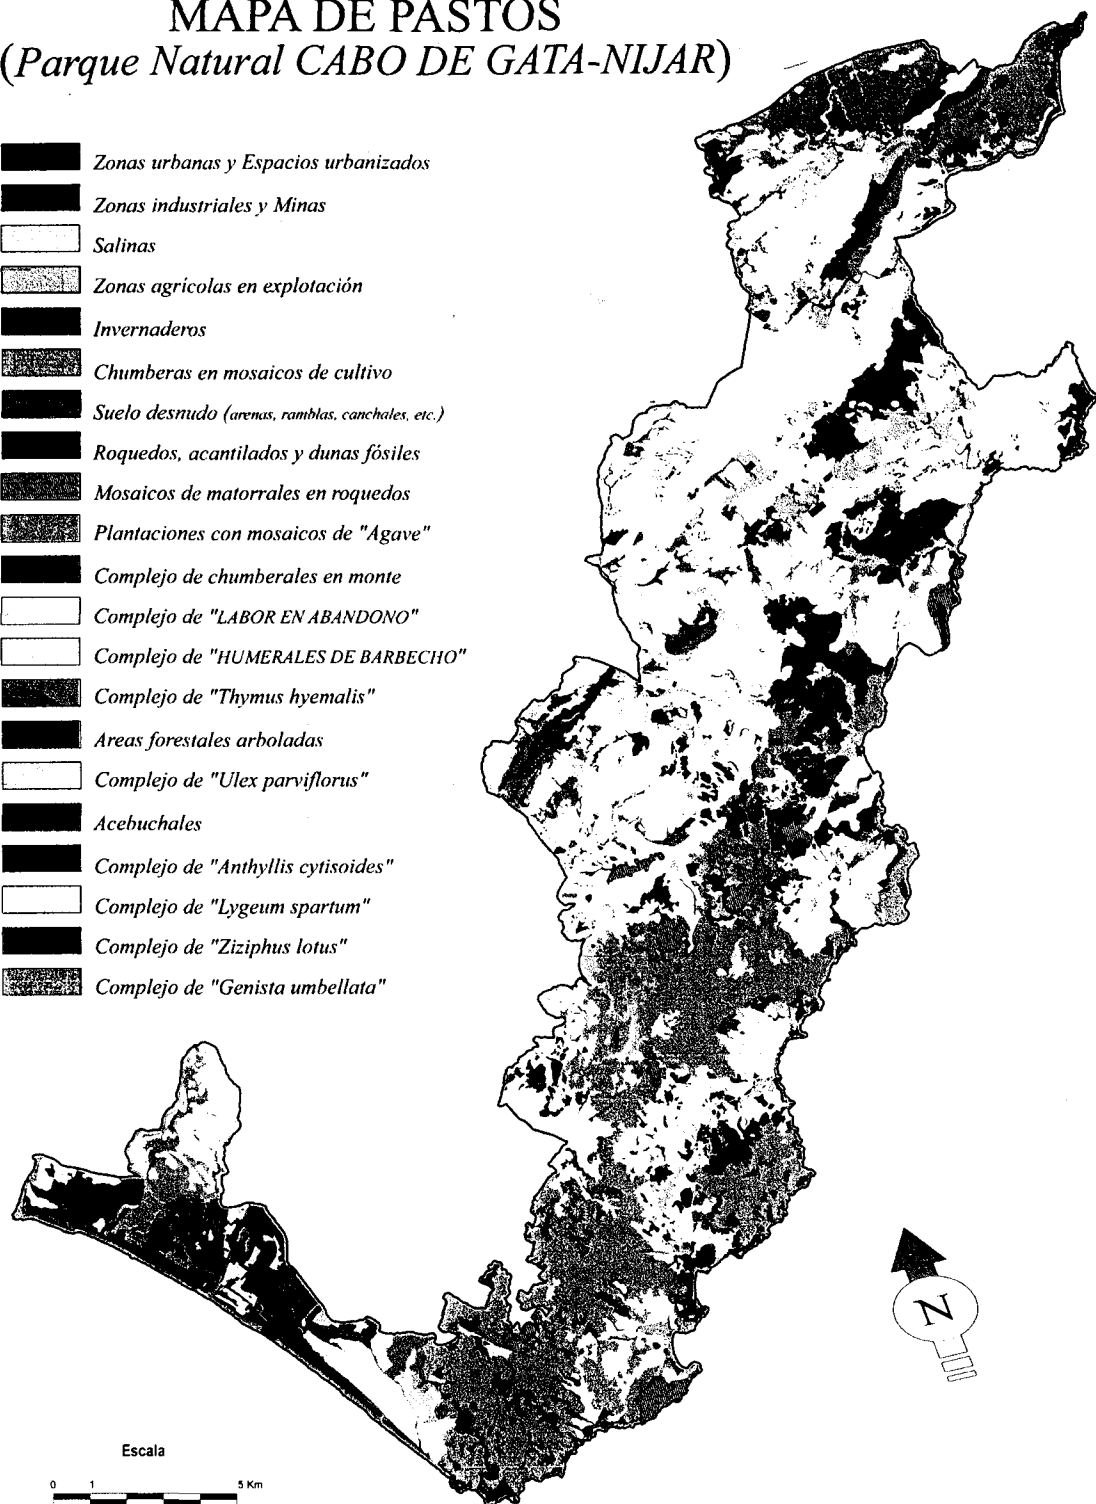 MAPA DE PASTOS
(Parque Natural CABO DE GATA-NIJAR)
Zonas urbanas y Espacios urbanizados
Zonas industriales y Minas
Salinas
Zonas agrícolas en explotación
Invernaderos
Chumberas en mosaicos de cultivo
Suelo desnudo (arenas, ramblas, canchales, etc.)
Roquedos, acantilados y dunas fósiles
Mosaicos de matorrales en roquedos
Plantaciones con mosaicos de "Agave"
Complejo de chumberales en monte
Complejo de "LABOR EN ABANDONO"
Complejo de "HUMERALES DE BARBECHO"
Complejo de "Thymus hyemalis"
Areas forestales arboladas
Complejo de "Ulex parviflorus"
Acebuchales
Complejo de "Anthyllis cytisoides"
Complejo de "Lygeum spartum"
Complejo de "Ziziphus lotus"
Complejo de "Genista umbellata"
N
Escala
0 1 5 Km